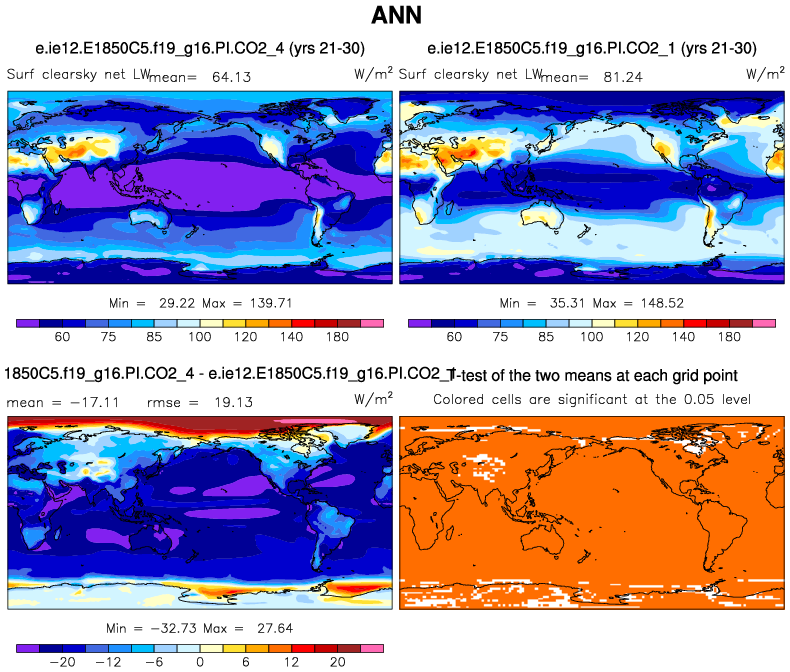 ANN
e.ie12.E1850C5.f19_g16.PI.CO2_4 (yrs 21-30)
Surf clearsky net LW mean= 64.13 W/m²
Min = 29.22 Max = 139.71
60 75 85 100 120 140 180
e.ie12.E1850C5.f19_g16.PI.CO2_1 (yrs 21-30)
Surf clearsky net LW mean= 81.24 W/m²
Min = 35.31 Max = 148.52
60 75 85 100 120 140 180
1850C5.f19_g16.PI.CO2_4 - e.ie12.E1850C5.f19_g16.PI.CO2_1
mean = −17.11 rmse = 19.13 W/m²
Min = −32.73 Max = 27.64
−20 −12 −6 0 6 12 20
T-test of the two means at each grid point
Colored cells are significant at the 0.05 level